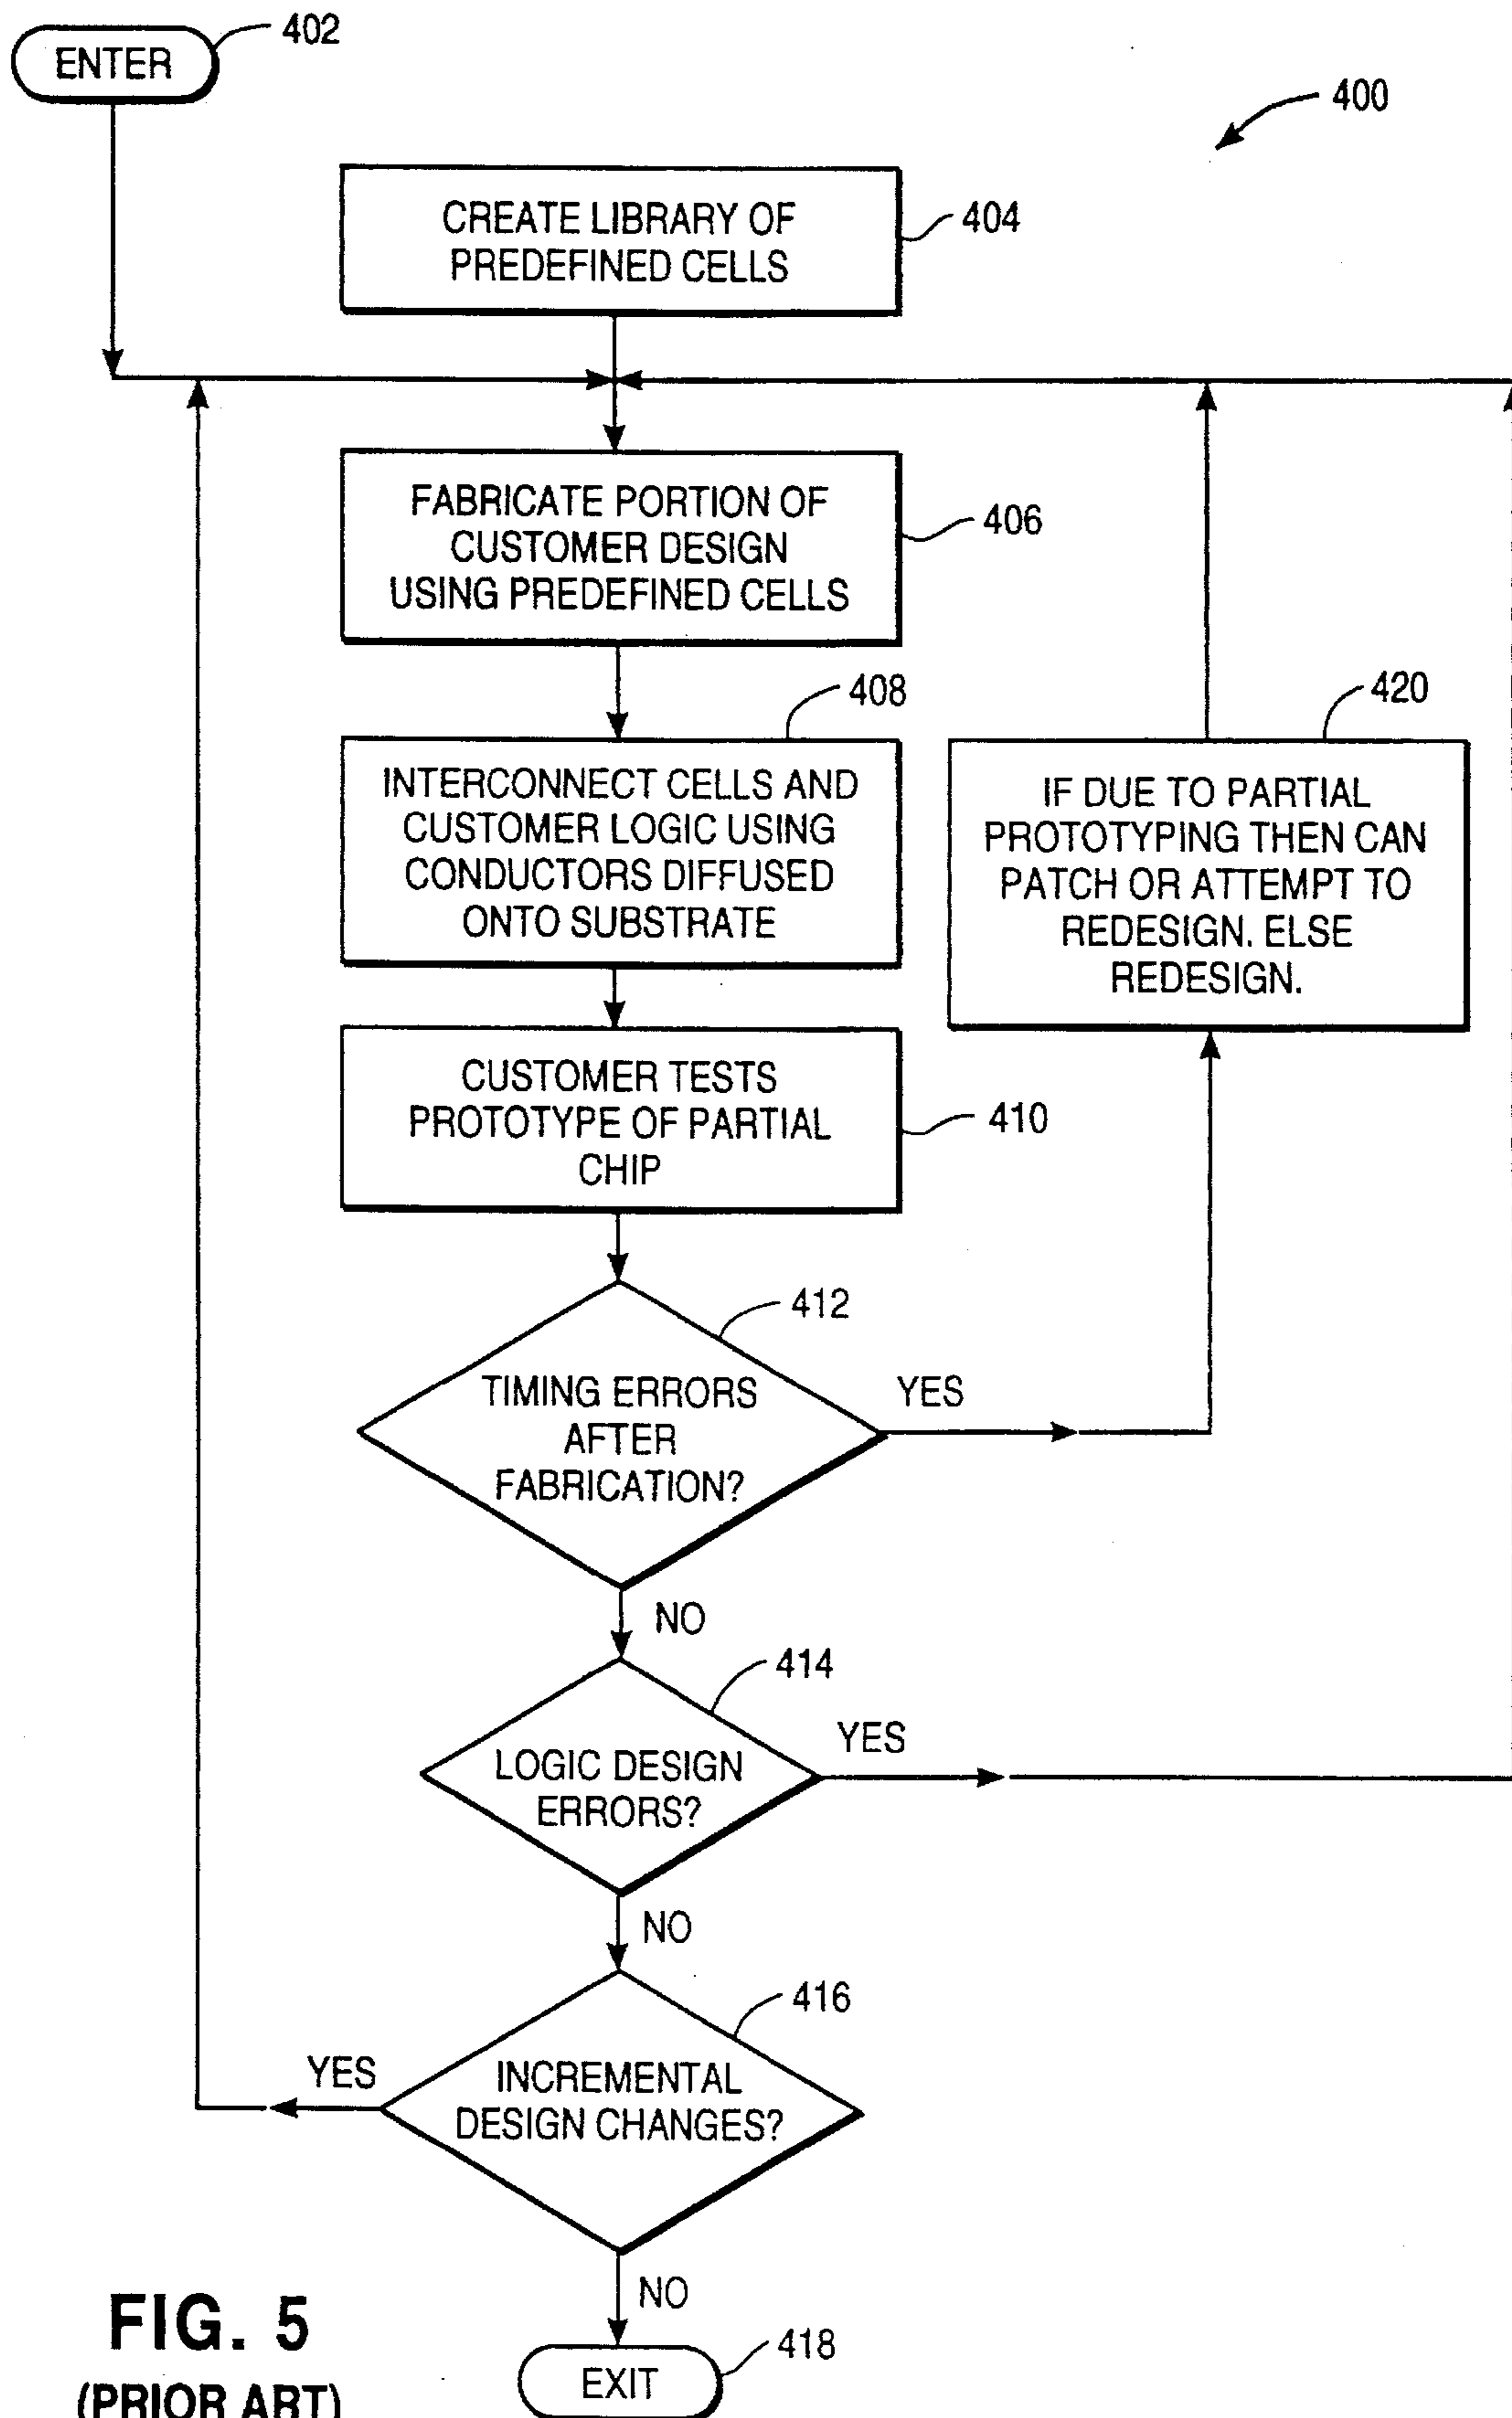 ENTER
402
400
CREATE LIBRARY OF
PREDEFINED CELLS
404
FABRICATE PORTION OF
CUSTOMER DESIGN
USING PREDEFINED CELLS
406
408
INTERCONNECT CELLS AND
CUSTOMER LOGIC USING
CONDUCTORS DIFFUSED
ONTO SUBSTRATE
420
IF DUE TO PARTIAL
PROTOTYPING THEN CAN
PATCH OR ATTEMPT TO
REDESIGN. ELSE
REDESIGN.
CUSTOMER TESTS
PROTOTYPE OF PARTIAL
CHIP
410
412
TIMING ERRORS
AFTER
FABRICATION?
YES
NO
414
LOGIC DESIGN
ERRORS?
YES
NO
416
INCREMENTAL
DESIGN CHANGES?
YES
NO
418
EXIT
FIG. 5
(PRIOR ART)